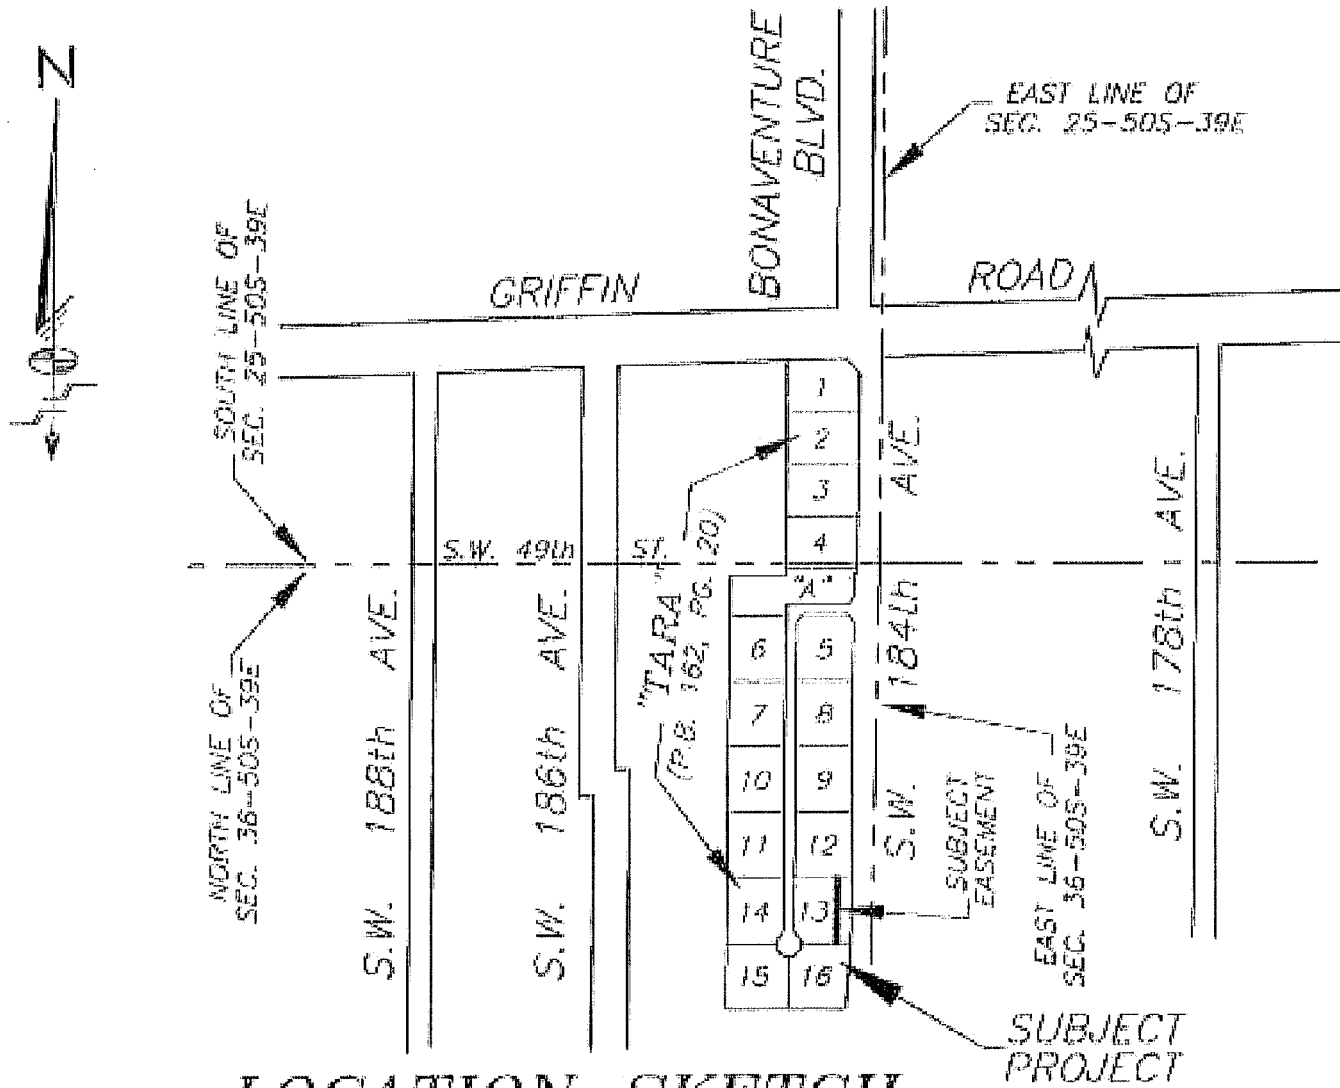 N
BONAVENTURE
BLVD.
EAST LINE OF
SEC. 25-50S-39E
SOUTH LINE OF
SEC. 25-50S-39E
GRIFFIN
ROAD
1
2
3
4
"A"
S.W. 49th ST.
"TARA"
(P.B. 162, PG. 20)
6
5
7
8
10
9
11
12
14
13
15
16
NORTH LINE OF
SEC. 36-50S-39E
S.W. 188th AVE.
S.W. 186th AVE.
S.W. 184th AVE.
S.W. 178th AVE.
SUBJECT
EASEMENT
EAST LINE OF
SEC. 36-50S-39E
SUBJECT
PROJECT
LOCATION SKETCH